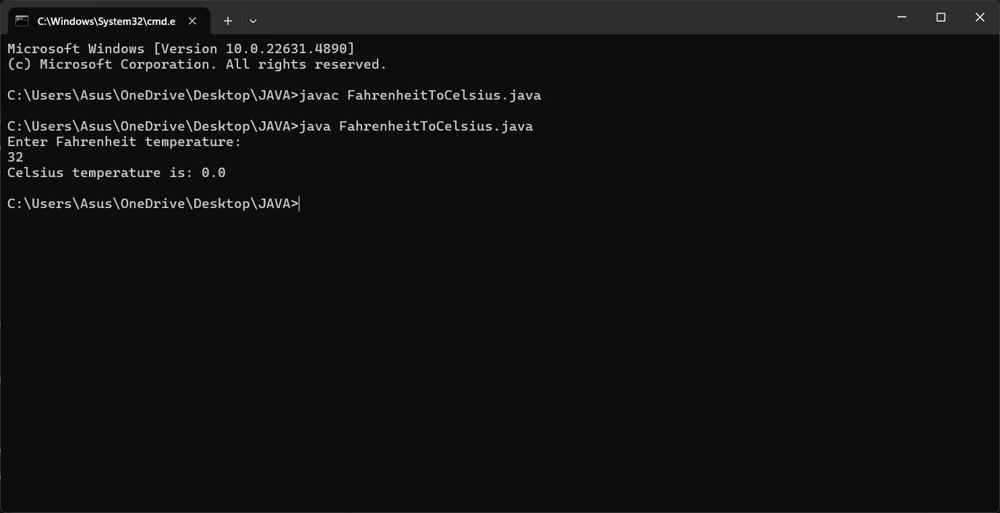 C:\Windows\System32\cmd.e
Microsoft Windows [Version 10.0.22631.4890]
(c) Microsoft Corporation. All rights reserved.
C:\Users\Asus\OneDrive\Desktop\JAVA>javac FahrenheitToCelsius.java
C:\Users\Asus\OneDrive\Desktop\JAVA>java FahrenheitToCelsius.java
Enter Fahrenheit temperature:
32
Celsius temperature is: 0.0
C:\Users\Asus\OneDrive\Desktop\JAVA>